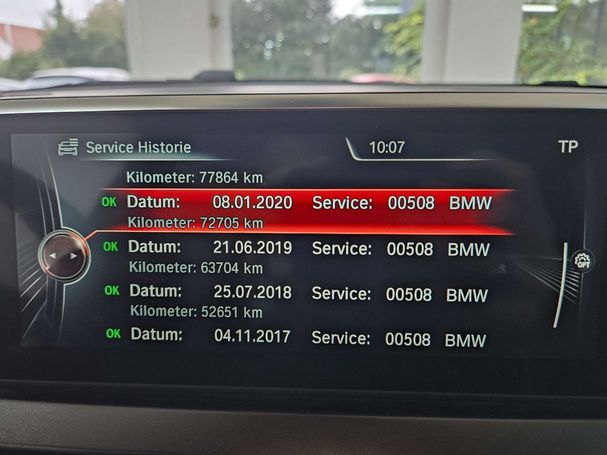 Service Historie 10:07 TP
Kilometer: 77864 km
OK Datum: 08.01.2020 Service: 00508 BMW
Kilometer: 72705 km
OK Datum: 21.06.2019 Service: 00508 BMW
Kilometer: 63704 km
OPT
OK Datum: 25.07.2018 Service: 00508 BMW
Kilometer: 52651 km
OK Datum: 04.11.2017 Service: 00508 BMW